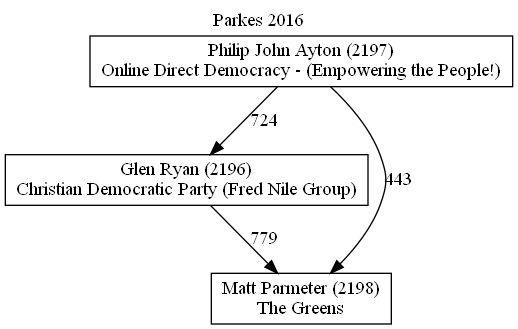 Parkes 2016
Philip John Ayton (2197)
Online Direct Democracy - (Empowering the People!)
724
Glen Ryan (2196)
Christian Democratic Party (Fred Nile Group)
443
779
Matt Parmeter (2198)
The Greens